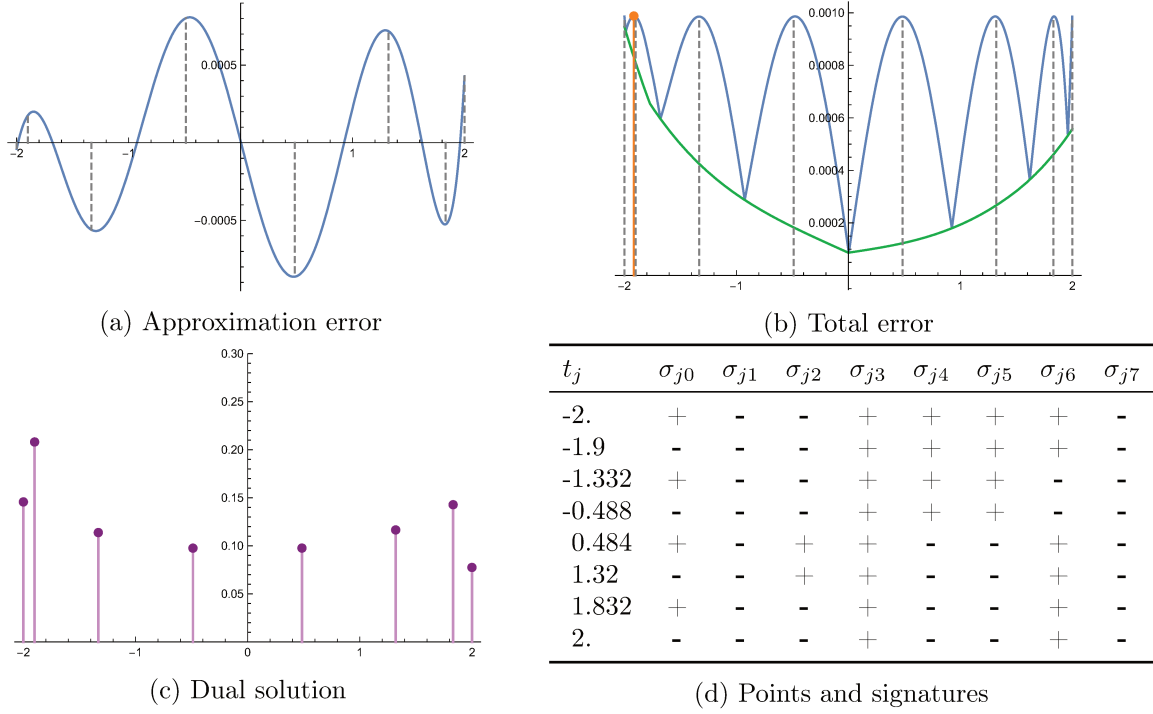 0.0005
-2
-1
1
2
-0.0005
(a) Approximation error
0.0010
0.0008
0.0006
0.0004
0.0002
-2
-1
0
1
2
(b) Total error
0.30
0.25
0.20
0.15
0.10
0.05
-2
-1
0
1
2
(c) Dual solution
t_j σ_j0 σ_j1 σ_j2 σ_j3 σ_j4 σ_j5 σ_j6 σ_j7
-2. + - - + + + + -
-1.9 - - - + + + + -
-1.332 + - - + + + - -
-0.488 - - - + + + - -
0.484 + - + + - - + -
1.32 - - + + - - + -
1.832 + - - + - - + -
2. - - - + - - + -
(d) Points and signatures